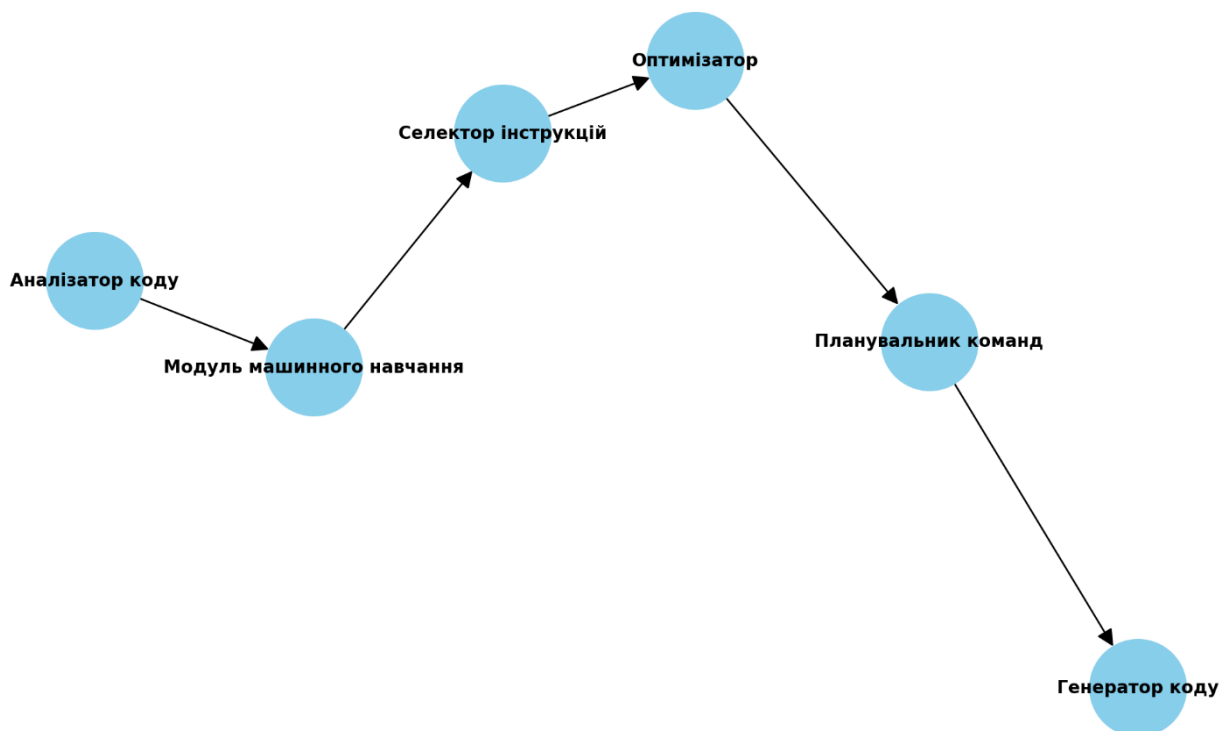 Оптимізатор
Селектор інструкцій
Аналізатор коду
Модуль машинного навчання
Планувальник команд
Генератор коду